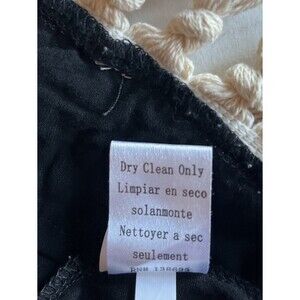 Dry Clean Only
Limpiar en seco
solanmonte
Nettoyer a sec
seulement